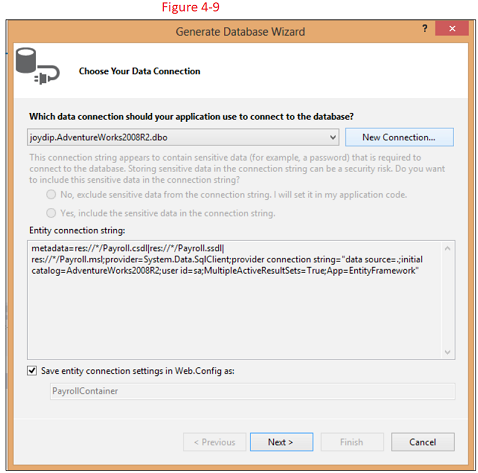 Figure 4-9
Generate Database Wizard
? ×
Choose Your Data Connection
Which data connection should your application use to connect to the database?
joydip.AdventureWorks2008R2.dbo
New Connection...
This connection string appears to contain sensitive data (for example, a password) that is required
to connect to the database. Storing sensitive data in the connection string can be a security risk. Do you want
to include this sensitive data in the connection string?
No, exclude sensitive data from the connection string. I will set it in my application code.
Yes, include the sensitive data in the connection string.
Entity connection string:
metadata=res://*/Payroll.csdl|res://*/Payroll.ssdl|
res://*/Payroll.msl;provider=System.Data.SqlClient;provider connection string="data source=.;initial
catalog=AdventureWorks2008R2;user id=sa;MultipleActiveResultSets=True;App=EntityFramework"
Save entity connection settings in Web.Config as:
PayrollContainer
< Previous
Next >
Finish
Cancel